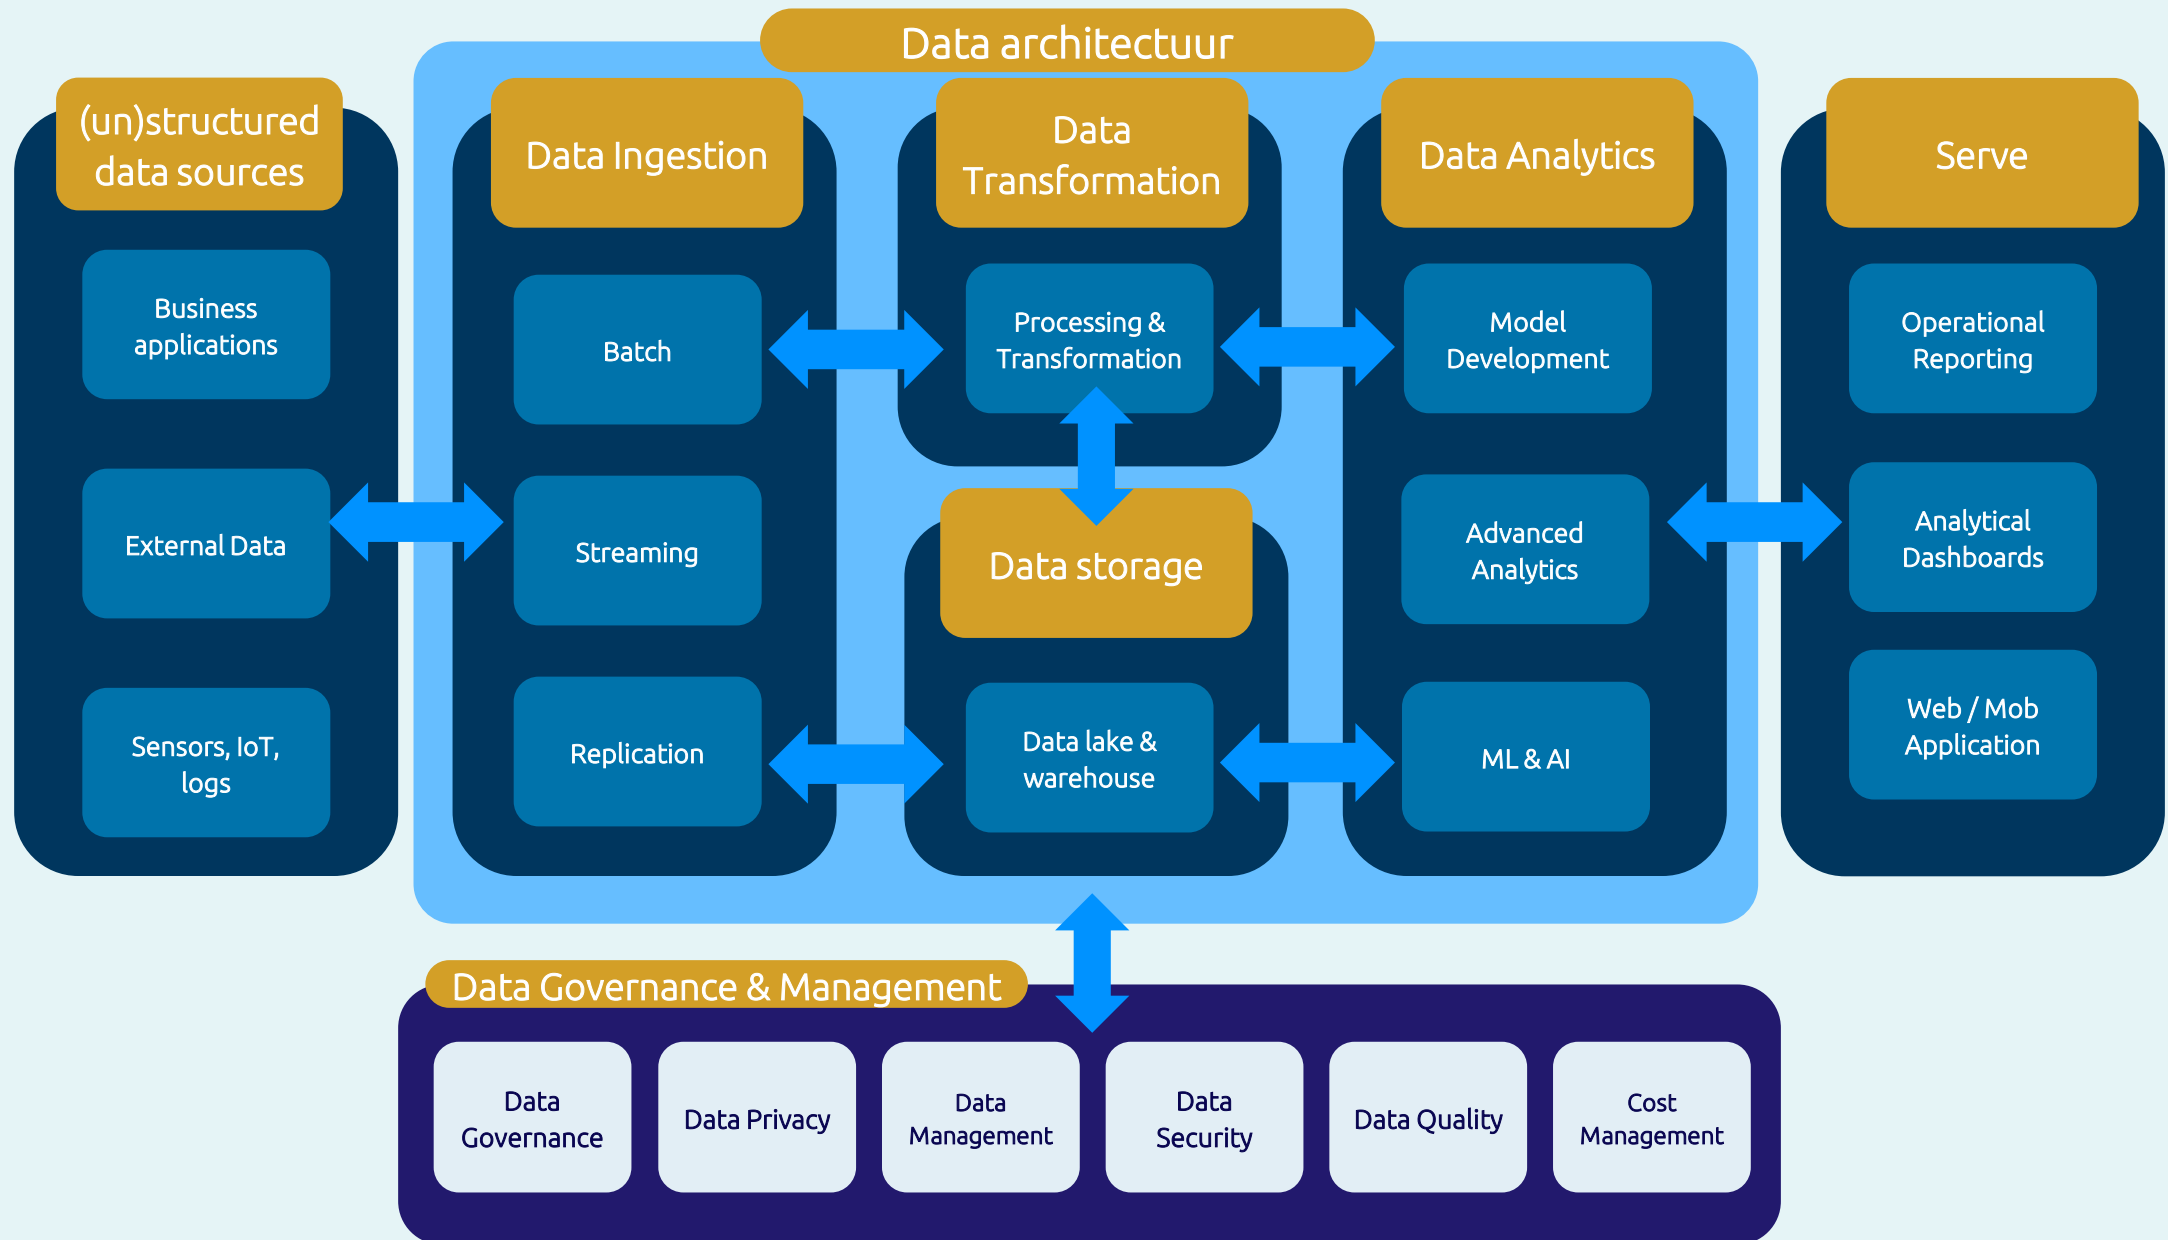 Data architectuur
(un)structured
data sources
Business
applications
External Data
Sensors, IoT,
logs
Data Ingestion
Batch
Streaming
Replication
Data
Transformation
Processing &
Transformation
Data storage
Data lake &
warehouse
Data Analytics
Model
Development
Advanced
Analytics
ML & AI
Serve
Operational
Reporting
Analytical
Dashboards
Web / Mob
Application
Data Governance & Management
Data
Governance
Data Privacy
Data
Management
Data
Security
Data Quality
Cost
Management